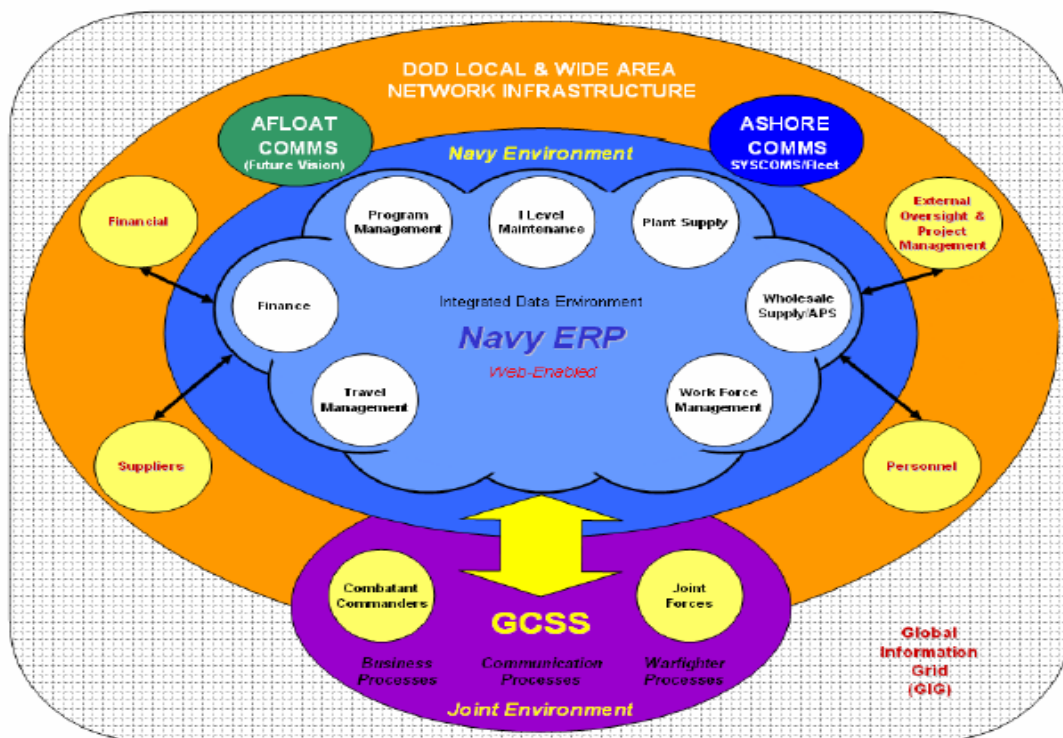 DOD LOCAL & WIDE AREA
NETWORK INFRASTRUCTURE
AFLOAT
COMMS
(Future Vision)
ASHORE
COMMS
SYSCOMS/Fleet
Navy Environment
Financial
Program
Management
I Level
Maintenance
Plant Supply
External
Oversight &
Project
Management
Finance
Integrated Data Environment
Navy ERP
Web-Enabled
Wholesale
Supply/APS
Travel
Management
Work Force
Management
Suppliers
Personnel
Combatant
Commanders
GCSS
Joint
Forces
Business
Processes
Communication
Processes
Warfighter
Processes
Joint Environment
Global
Information
Grid
(GIG)